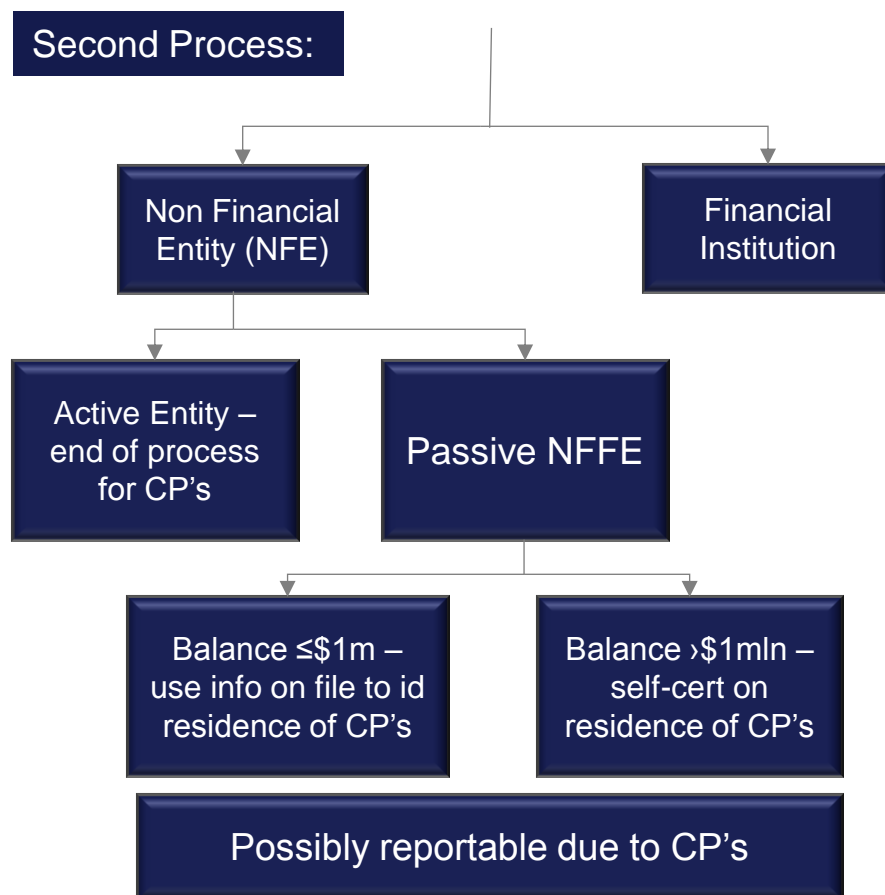 Second Process:
Non Financial
Entity (NFE)
Financial
Institution
Active Entity –
end of process
for CP’s
Passive NFFE
Balance ≤$1m –
use info on file to id
residence of CP’s
Balance ›$1mln –
self-cert on
residence of CP’s
Possibly reportable due to CP’s